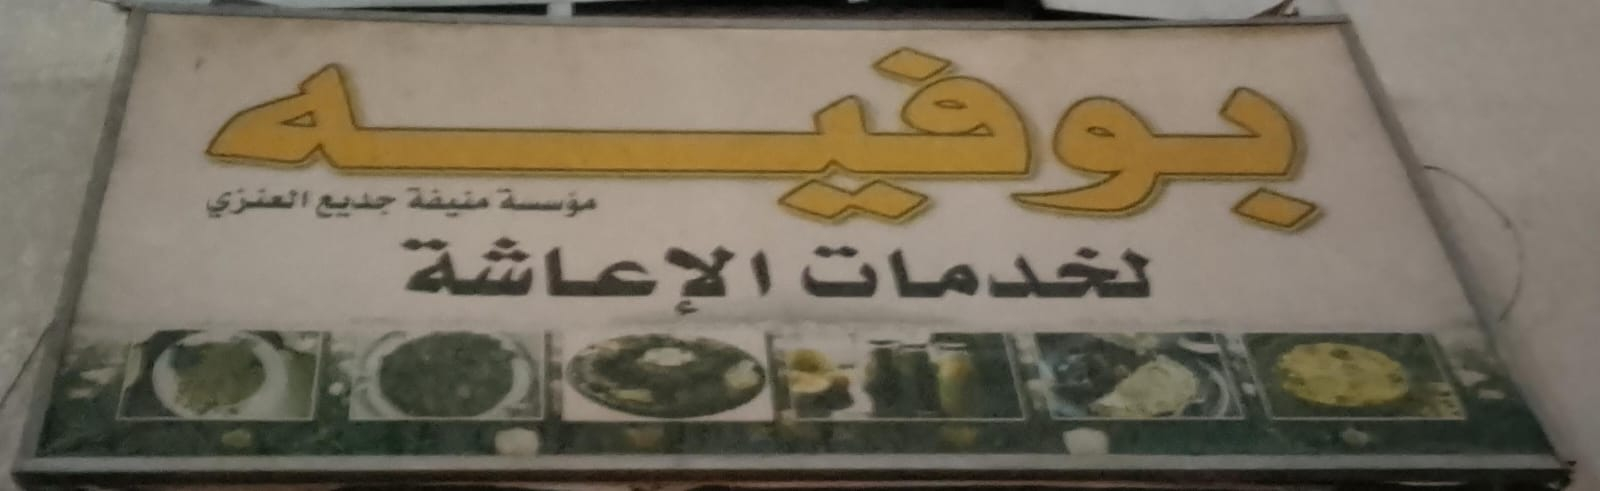 بوفيه
مؤسسة منيفة جديع العنزي
لخدمات الإعاشة